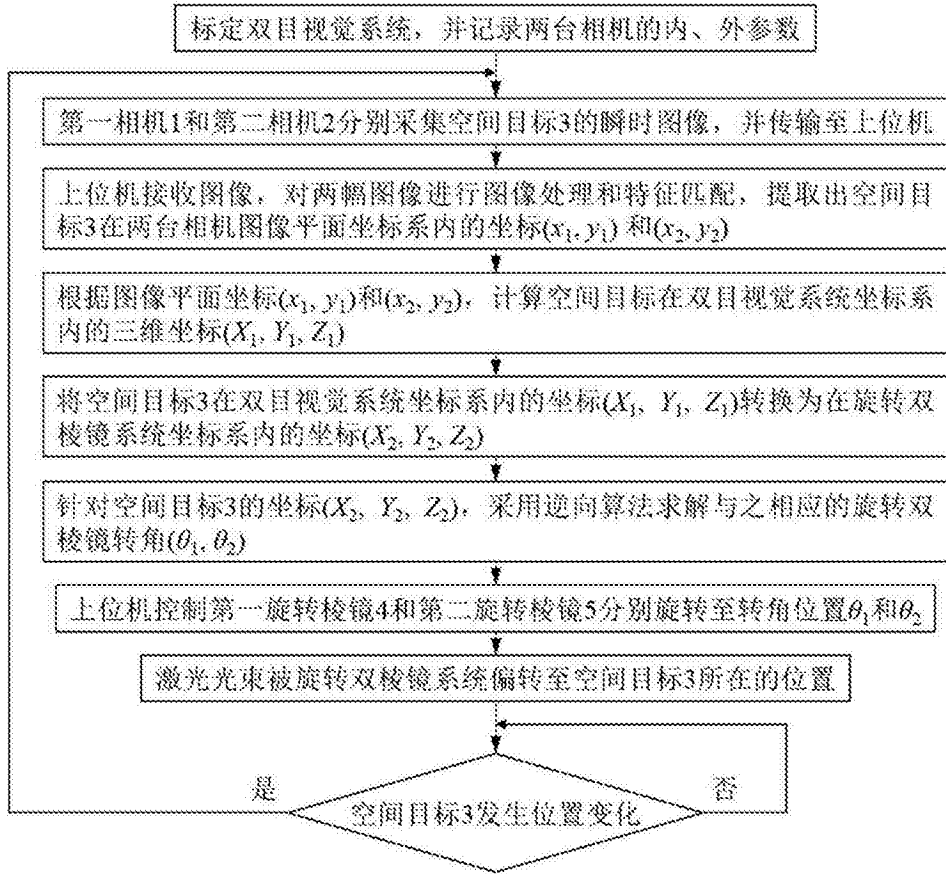 标定双目视觉系统，并记录两台相机的内、外参数
第一相机1和第二相机2分别采集空间目标3的瞬时图像，并传输至上位机
上位机接收图像，对两幅图像进行图像处理和特征匹配，提取出空间目
标3在两台相机图像平面坐标系内的坐标(x₁, y₁) 和(x₂, y₂)
根据图像平面坐标(x₁, y₁)和(x₂, y₂)，计算空间目标在双目视觉系统坐标系
内的三维坐标(X₁, Y₁, Z₁)
将空间目标3在双目视觉系统坐标系内的坐标(X₁, Y₁, Z₁)转换为在旋转双
棱镜系统坐标系内的坐标(X₂, Y₂, Z₂)
针对空间目标3的坐标(X₂, Y₂, Z₂)，采用逆向算法求解与之相应的旋转双
棱镜转角(θ₁, θ₂)
上位机控制第一旋转棱镜4和第二旋转棱镜5分别旋转至转角位置θ₁和θ₂
激光光束被旋转双棱镜系统偏转至空间目标3所在的位置
是
否
空间目标3发生位置变化